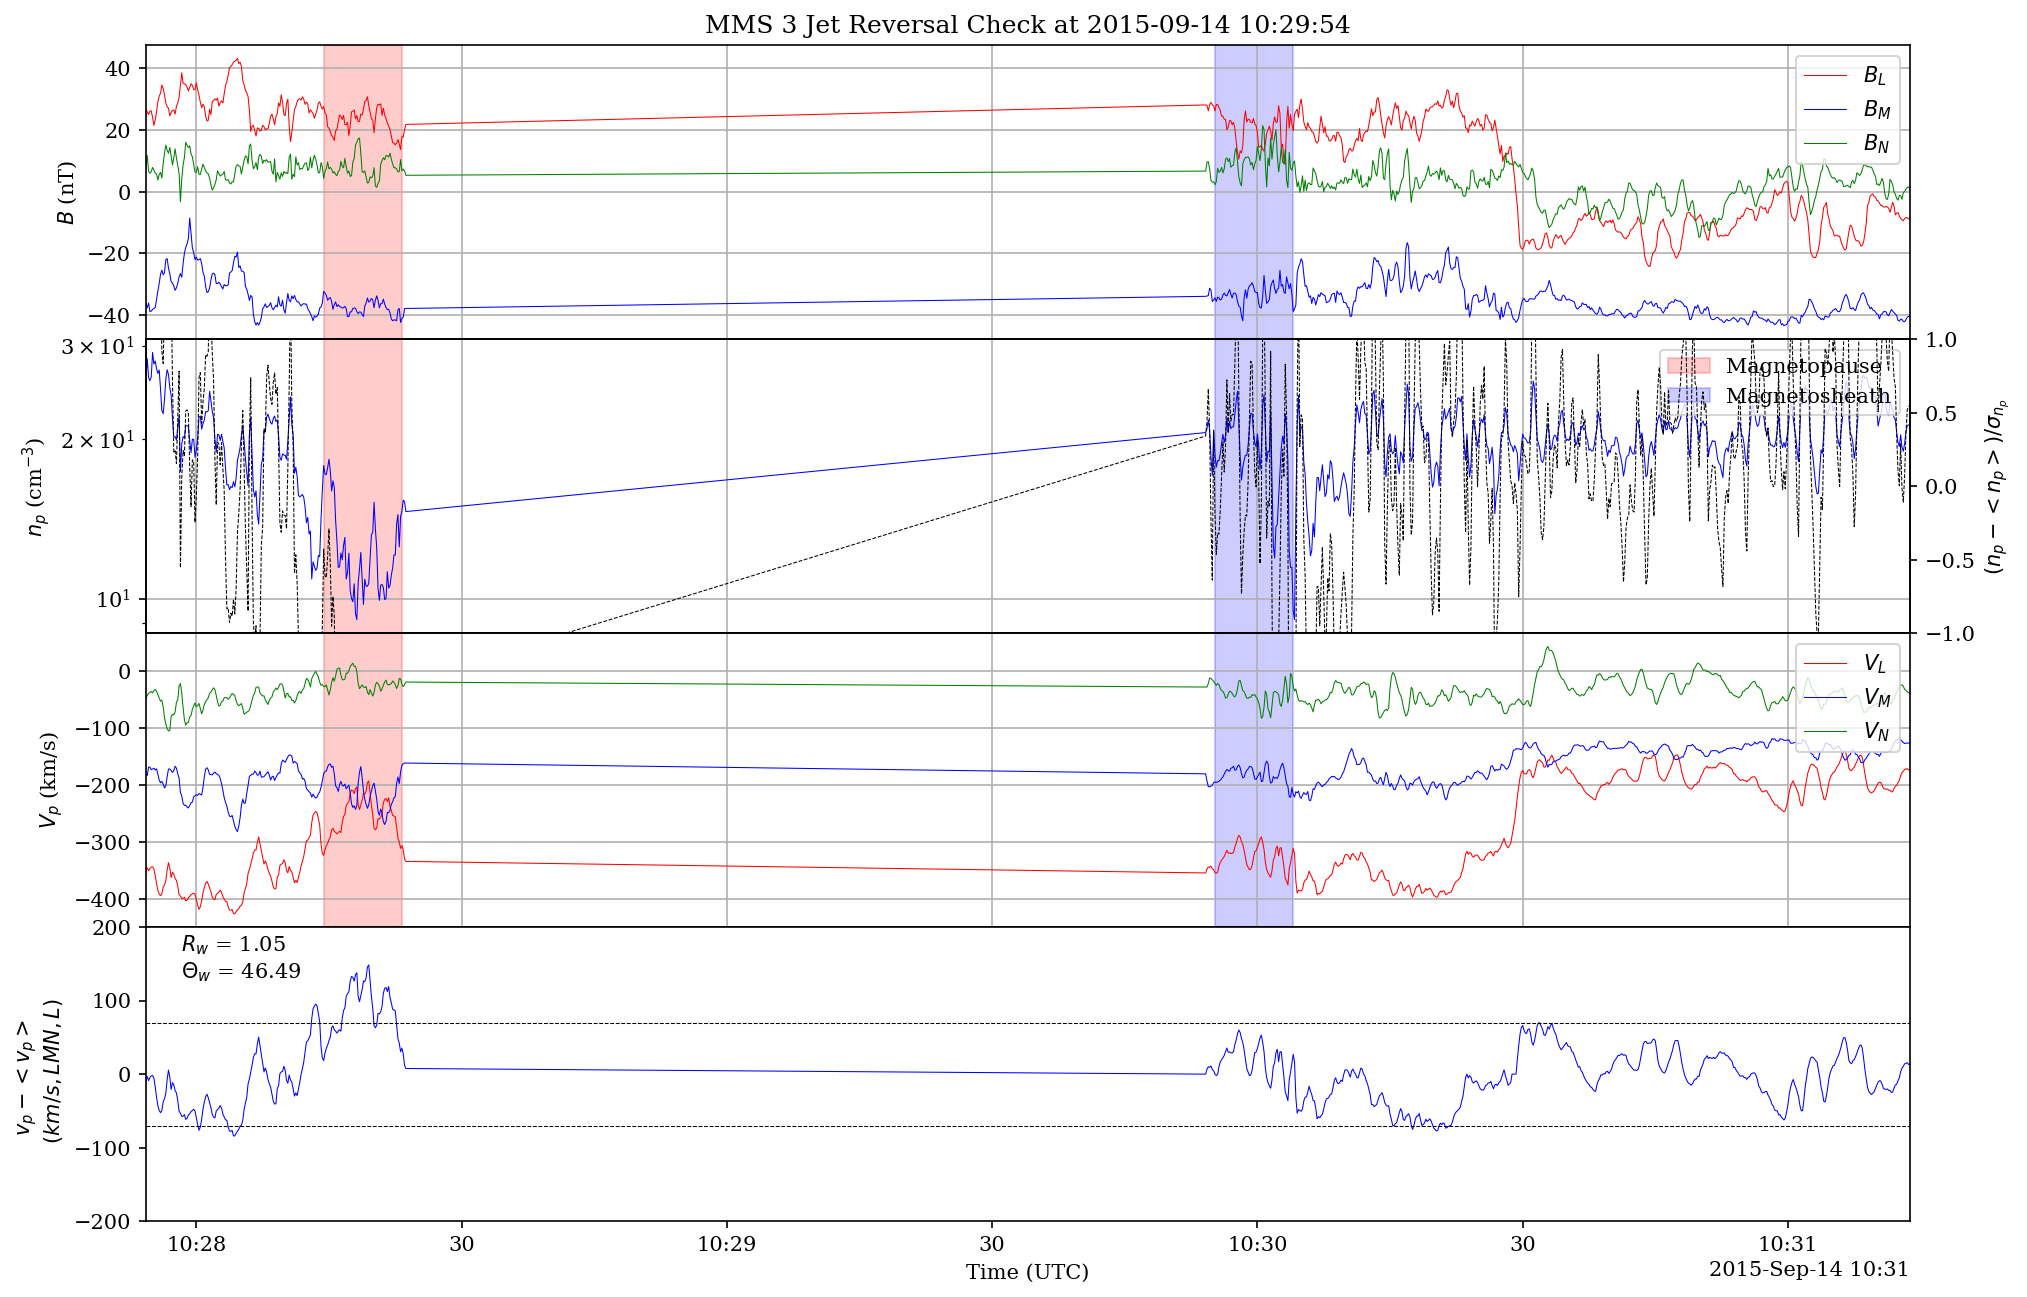 MMS 3 Jet Reversal Check at 2015-09-14 10:29:54
40
20
0
−20
−40
B (nT)
B_L
B_M
B_N
3 × 10^1
2 × 10^1
10^1
n_p (cm^−3)
1.0
0.5
0.0
−0.5
−1.0
(n_p − < n_p >)/σ_{n_p}
Magnetopause
Magnetosheath
0
−100
−200
−300
−400
V_p (km/s)
V_L
V_M
V_N
200
100
0
−100
−200
v_p − < v_p >
(km/s, LMN, L)
R_w = 1.05
Θ_w = 46.49
10:28
30
10:29
30
10:30
30
10:31
Time (UTC)
2015-Sep-14 10:31